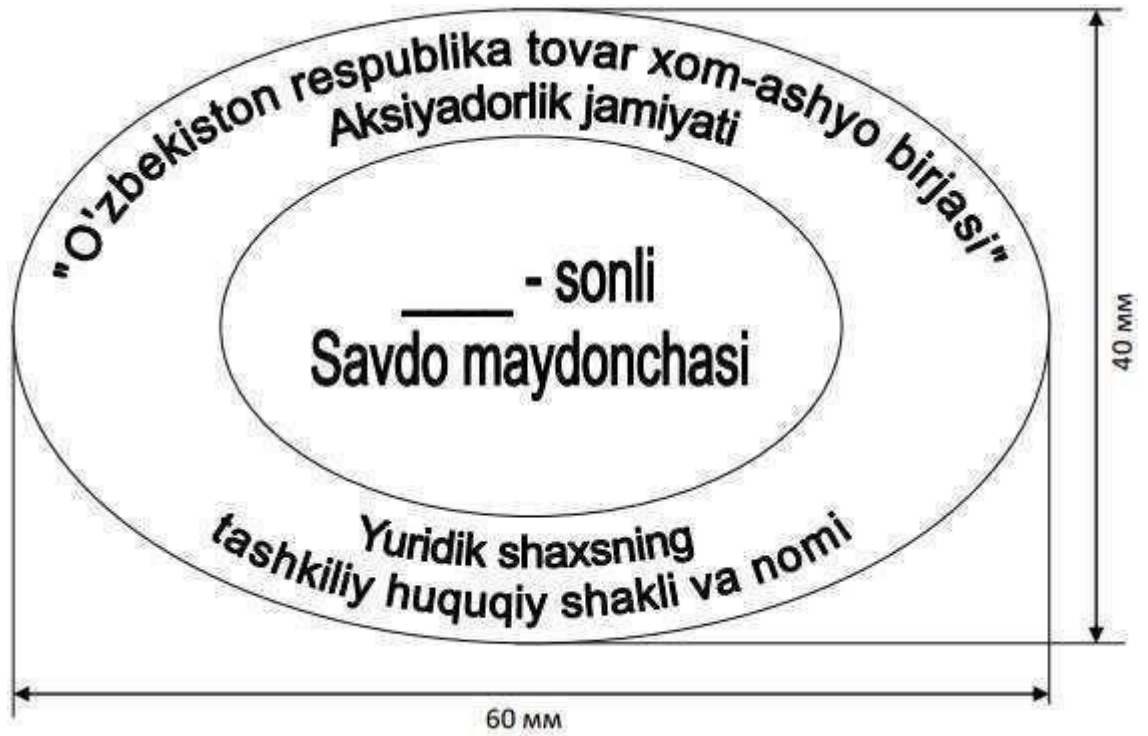 "O'zbekiston respublika tovar xom-ashyo birjasi"
Aksiyadorlik jamiyati
____ - sonli
Savdo maydonchasi
Yuridik shaxsning
tashkiliy huquqiy shakli va nomi
40 мм
60 мм